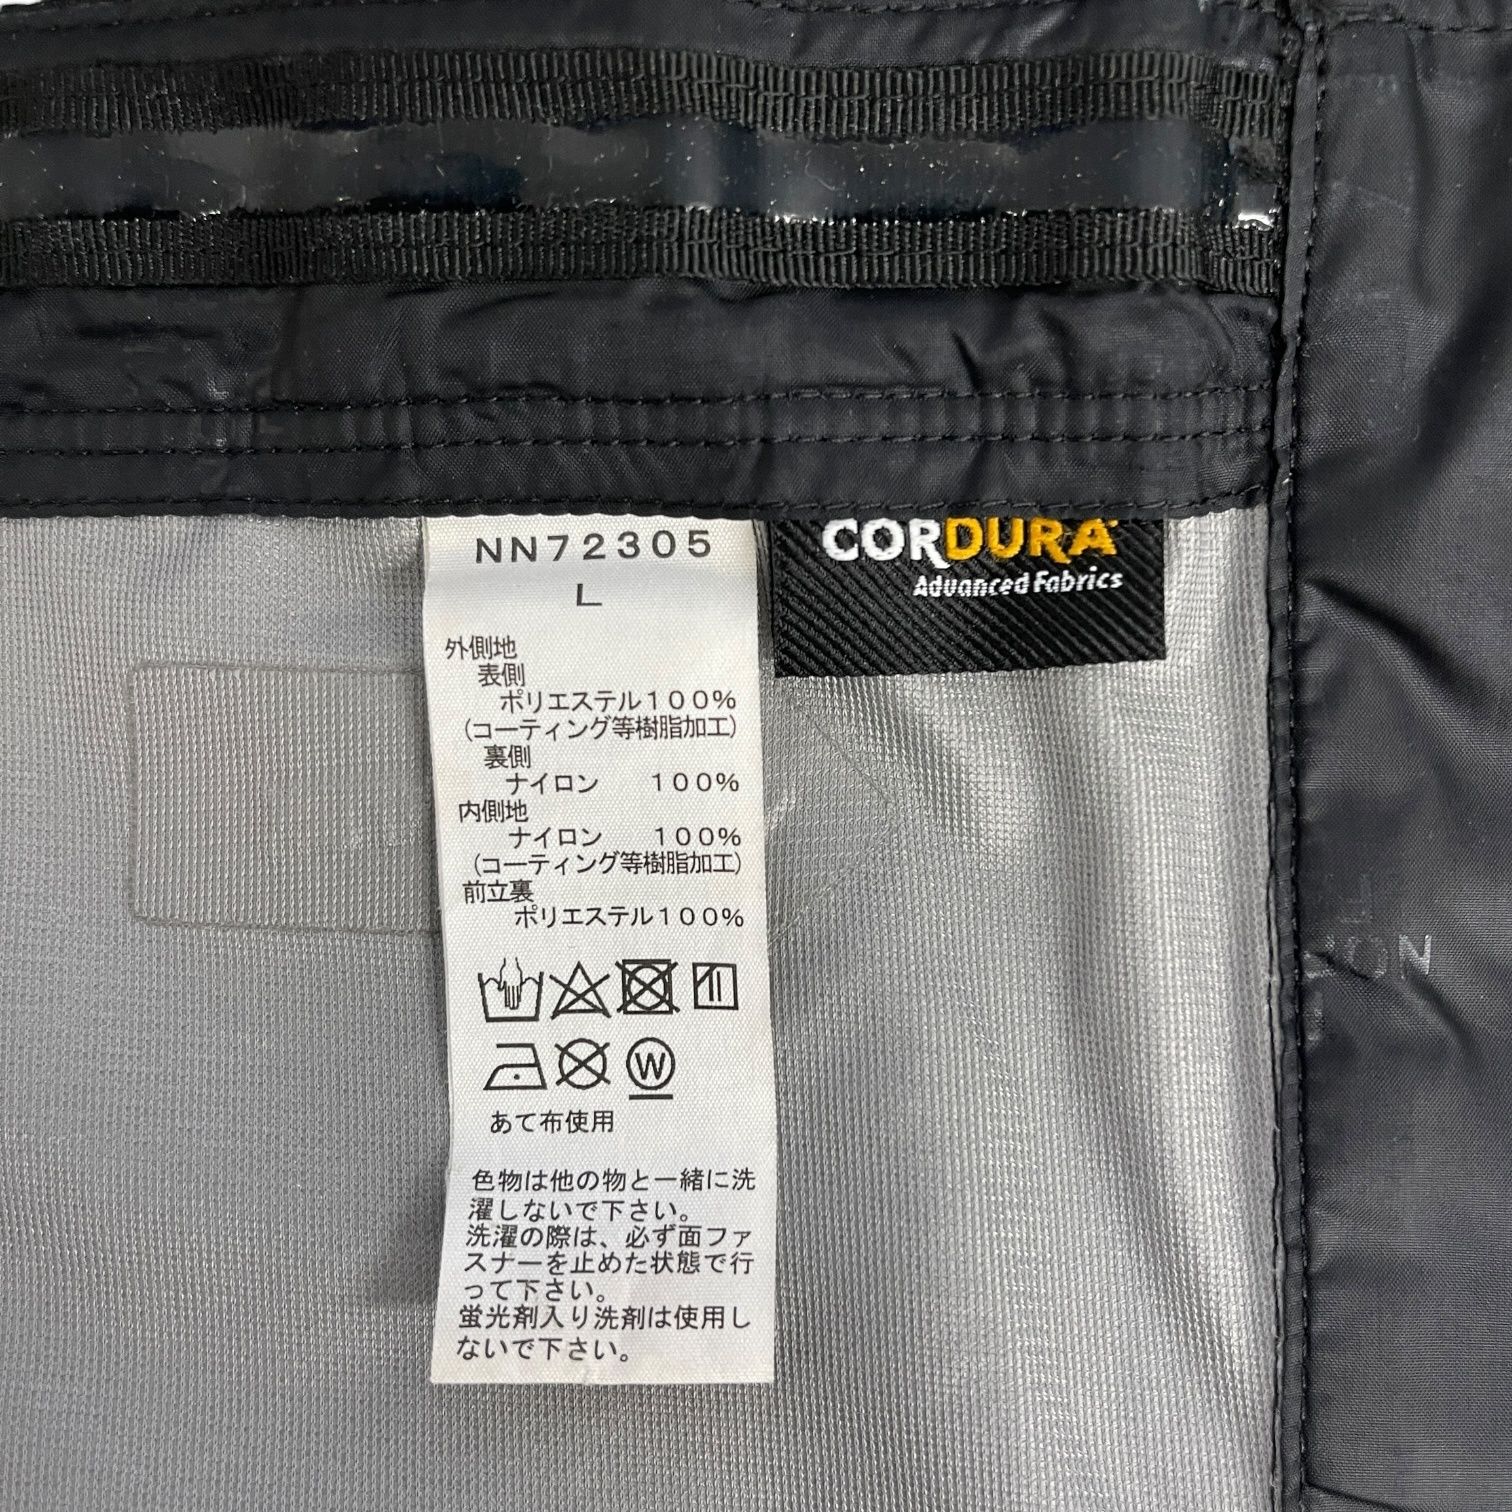 NN72305
L
外側地
表側
ポリエステル100%
(コーティング等樹脂加工)
裏側
ナイロン 100%
内側地
ナイロン 100%
(コーティング等樹脂加工)
前立裏
ポリエステル100%
W
あて布使用
色物は他の物と一緒に洗
濯しないで下さい。
洗濯の際は、必ず面ファ
スナーを止めた状態で行
って下さい。
蛍光剤入り洗剤は使用し
ないで下さい。
CORDURA
Advanced Fabrics